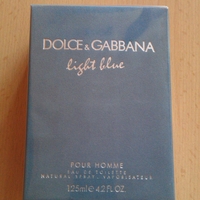 DOLCE & GABBANA
light blue
POUR HOMME
EAU DE TOILETTE
NATURAL SPRAY - VAPORISATEUR
125ml e 4.2 FL.OZ.